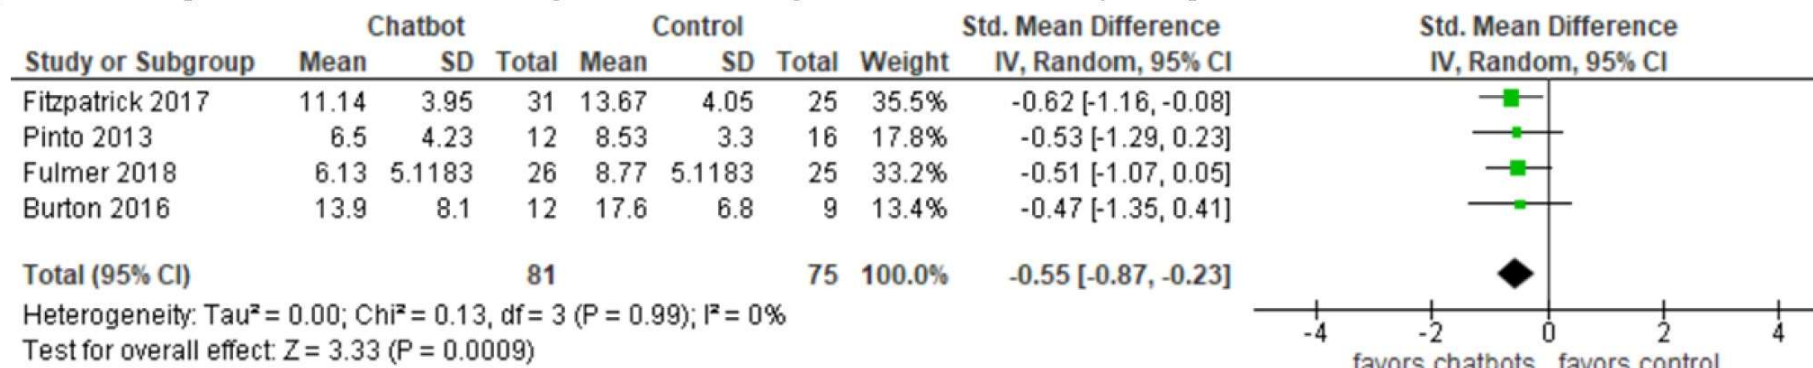 Chatbot Control Std. Mean Difference Std. Mean Difference
Study or Subgroup Mean SD Total Mean SD Total Weight IV, Random, 95% CI IV, Random, 95% CI
Fitzpatrick 2017 11.14 3.95 31 13.67 4.05 25 35.5% -0.62 [-1.16, -0.08]
Pinto 2013 6.5 4.23 12 8.53 3.3 16 17.8% -0.53 [-1.29, 0.23]
Fulmer 2018 6.13 5.1183 26 8.77 5.1183 25 33.2% -0.51 [-1.07, 0.05]
Burton 2016 13.9 8.1 12 17.6 6.8 9 13.4% -0.47 [-1.35, 0.41]
Total (95% CI) 81 75 100.0% -0.55 [-0.87, -0.23]
Heterogeneity: Tau² = 0.00; Chi² = 0.13, df = 3 (P = 0.99); I² = 0%
Test for overall effect: Z = 3.33 (P = 0.0009)
-4 -2 0 2 4
favors chatbots favors control